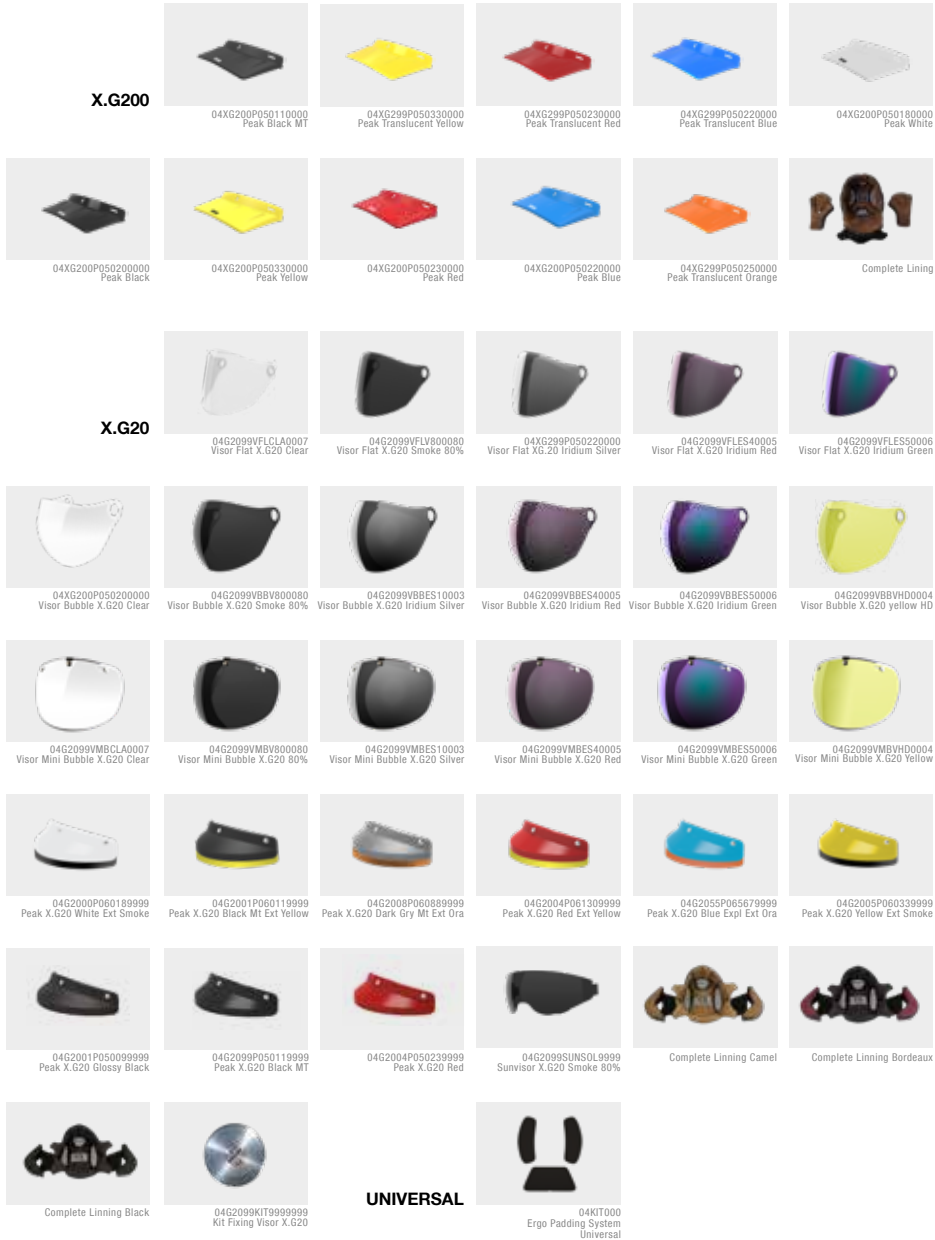 X.G200
04XG200P050110000
Peak Black MT
04XG299P050330000
Peak Translucent Yellow
04XG299P050230000
Peak Translucent Red
04XG299P050220000
Peak Translucent Blue
04XG200P050180000
Peak White
04XG200P050200000
Peak Black
04XG200P050330000
Peak Yellow
04XG200P050230000
Peak Red
04XG200P050220000
Peak Blue
04XG299P050250000
Peak Translucent Orange
Complete Lining
X.G20
04G2099VFLCLA0007
Visor Flat X.G20 Clear
04G2099VFLV800080
Visor Flat X.G20 Smoke 80%
04XG299P050220000
Visor Flat XG.20 Iridium Silver
04G2099VFLES40005
Visor Flat X.G20 Iridium Red
04G2099VFLES50006
Visor Flat X.G20 Iridium Green
04XG200P050200000
Visor Bubble X.G20 Clear
04G2099VBBV800080
Visor Bubble X.G20 Smoke 80%
04G2099VBBES10003
Visor Bubble X.G20 Iridium Silver
04G2099VBBES40005
Visor Bubble X.G20 Iridium Red
04G2099VBBES50006
Visor Bubble X.G20 Iridium Green
04G2099VBBVHD0004
Visor Bubble X.G20 yellow HD
04G2099VMBCLA0007
Visor Mini Bubble X.G20 Clear
04G2099VMBV800080
Visor Mini Bubble X.G20 80%
04G2099VMBES10003
Visor Mini Bubble X.G20 Silver
04G2099VMBES40005
Visor Mini Bubble X.G20 Red
04G2099VMBES50006
Visor Mini Bubble X.G20 Green
04G2099VMBVHD0004
Visor Mini Bubble X.G20 Yellow
04G2000P060189999
Peak X.G20 White Ext Smoke
04G2001P060119999
Peak X.G20 Black Mt Ext Yellow
04G2008P060889999
Peak X.G20 Dark Gry Mt Ext Ora
04G2004P061309999
Peak X.G20 Red Ext Yellow
04G2055P065679999
Peak X.G20 Blue Expl Ext Ora
04G2005P060339999
Peak X.G20 Yellow Ext Smoke
04G2001P050099999
Peak X.G20 Glossy Black
04G2099P050119999
Peak X.G20 Black MT
04G2004P050239999
Peak X.G20 Red
04G2099SUNSOL9999
Sunvisor X.G20 Smoke 80%
Complete Linning Camel
Complete Linning Bordeaux
Complete Linning Black
04G2099KIT9999999
Kit Fixing Visor X.G20
UNIVERSAL
04KIT000
Ergo Padding System
Universal